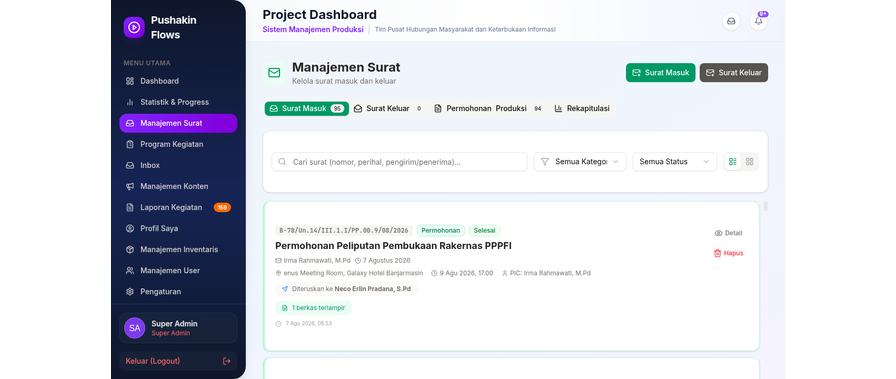 Pushakin
Flows
MENU UTAMA
Dashboard
Statistik & Progress
Manajemen Surat
Program Kegiatan
Inbox
Manajemen Konten
Laporan Kegiatan 159
Profil Saya
Manajemen Inventaris
Manajemen User
Pengaturan
SA
Super Admin
Super Admin
Keluar (Logout)
Project Dashboard
Sistem Manajemen Produksi
Tim Pusat Hubungan Masyarakat dan Keterbukaan Informasi
9+
Manajemen Surat
Kelola surat masuk dan keluar
Surat Masuk
Surat Keluar
Surat Masuk 95
Surat Keluar 0
Permohonan Produksi 94
Rekapitulasi
Cari surat (nomor, perihal, pengirim/penerima)...
Semua Kategor
Semua Status
B-78/Un.14/III.1.I/PP.00.9/08/2026 Permohonan Selesai
Permohonan Peliputan Pembukaan Rakernas PPPFI
Irma Rahmawati, M.Pd 7 Agustus 2026
enus Meeting Room, Galaxy Hotel Banjarmasin 9 Agu 2026, 17.00 PIC: Irma Rahmawati, M.Pd
Diteruskan ke Neco Erlin Pradana, S.Pd
1 berkas terlampir
7 Agu 2026, 08.53
Detail
Hapus